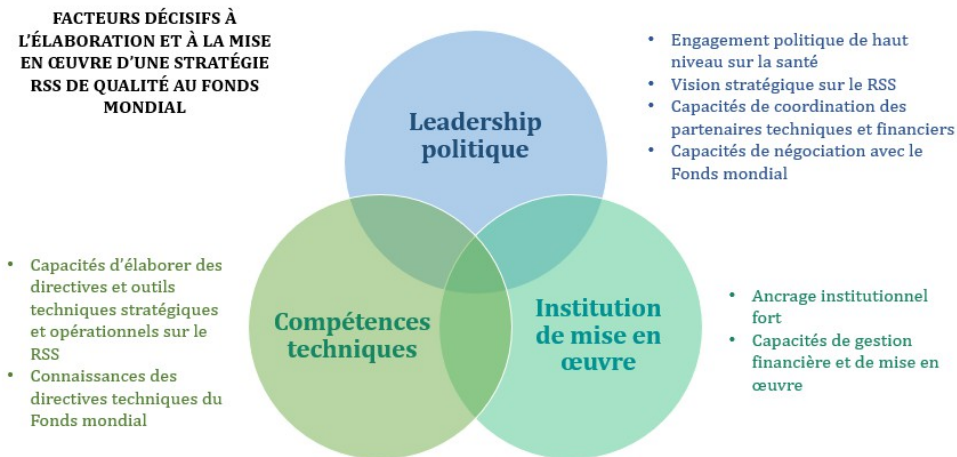 FACTEURS DÉCISIFS À
L'ÉLABORATION ET À LA MISE
EN ŒUVRE D'UNE STRATÉGIE
RSS DE QUALITÉ AU FONDS
MONDIAL
Leadership
politique
• Engagement politique de haut
niveau sur la santé
• Vision stratégique sur le RSS
• Capacités de coordination des
partenaires techniques et financiers
• Capacités de négociation avec le
Fonds mondial
• Capacités d'élaborer des
directives et outils
techniques stratégiques
et opérationnels sur le
RSS
• Connaissances des
directives techniques du
Fonds mondial
Compétences
techniques
Institution
de mise en
œuvre
• Ancrage institutionnel
fort
• Capacités de gestion
financière et de mise en
œuvre